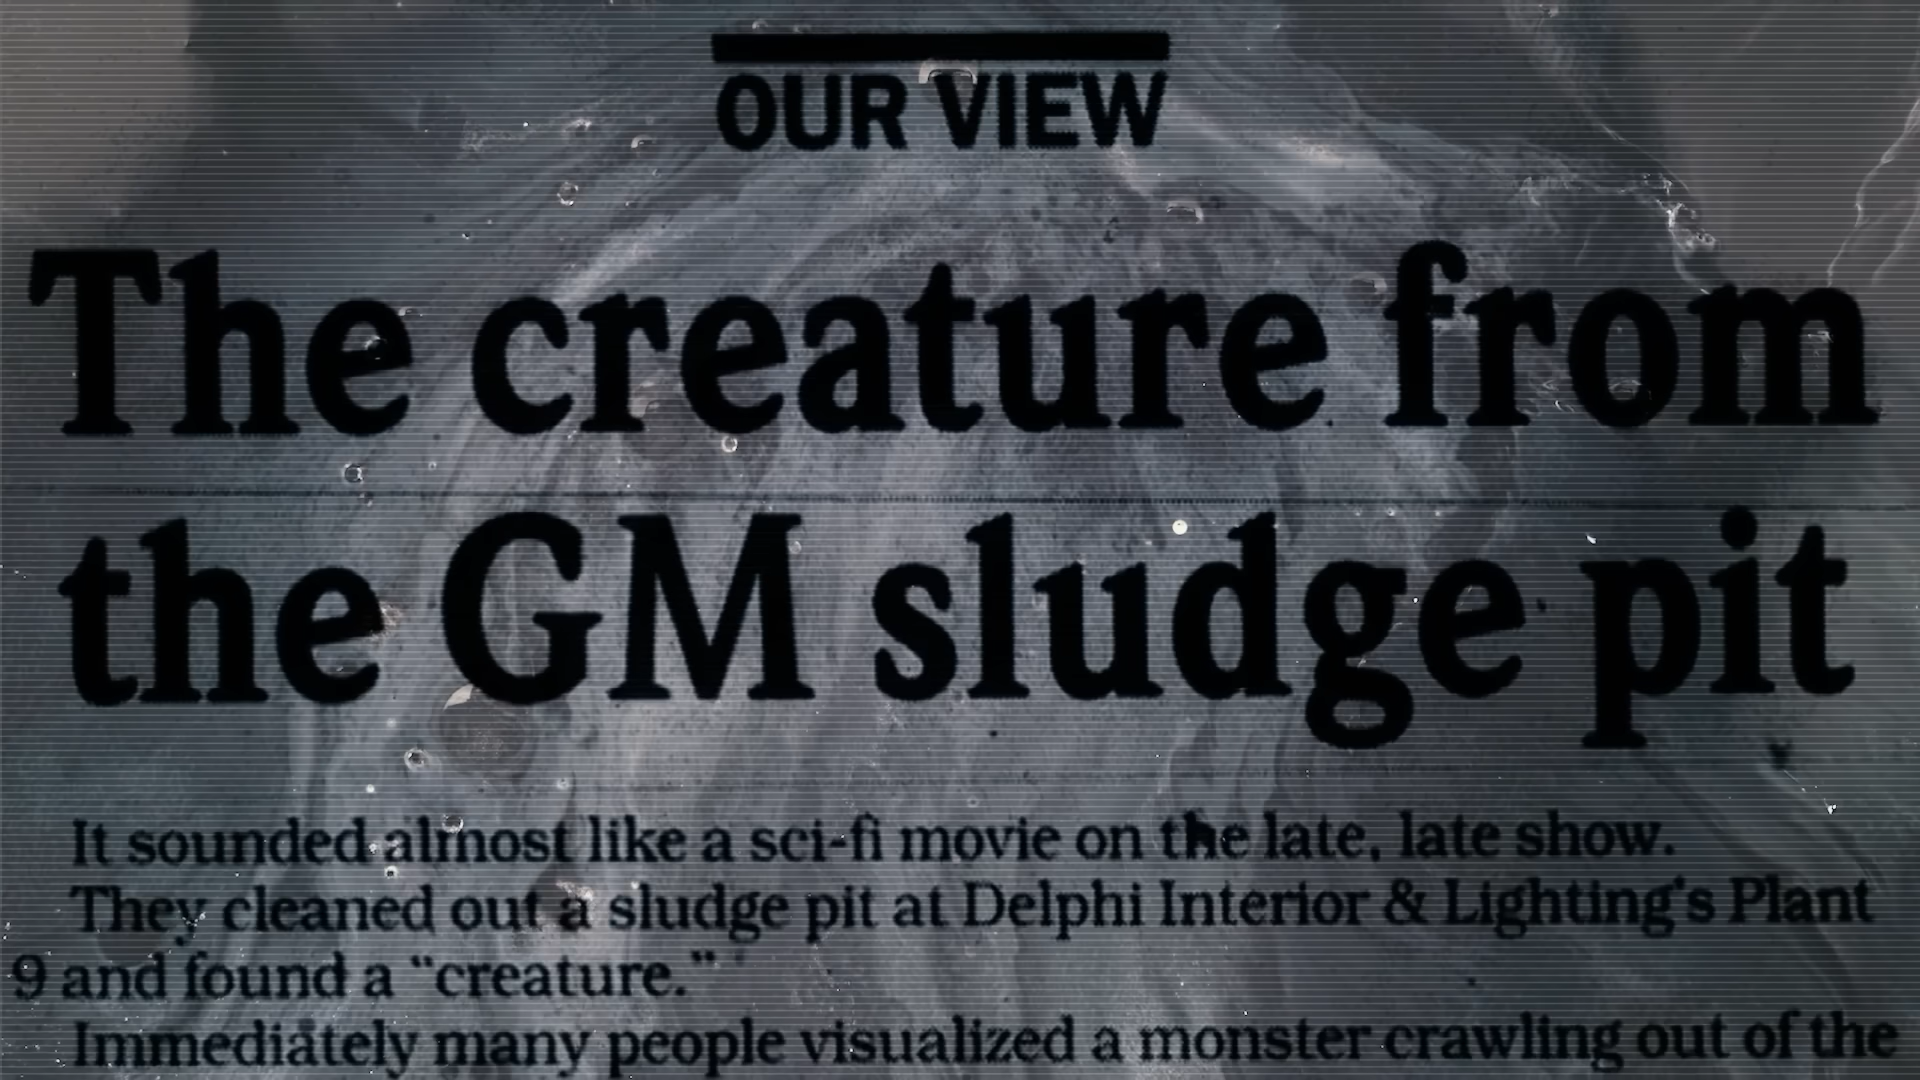 OUR VIEW
The creature from
the GM sludge pit
It sounded almost like a sci-fi movie on the late, late show.
They cleaned out a sludge pit at Delphi Interior & Lighting's Plant
9 and found a “creature.”
Immediately many people visualized a monster crawling out of the